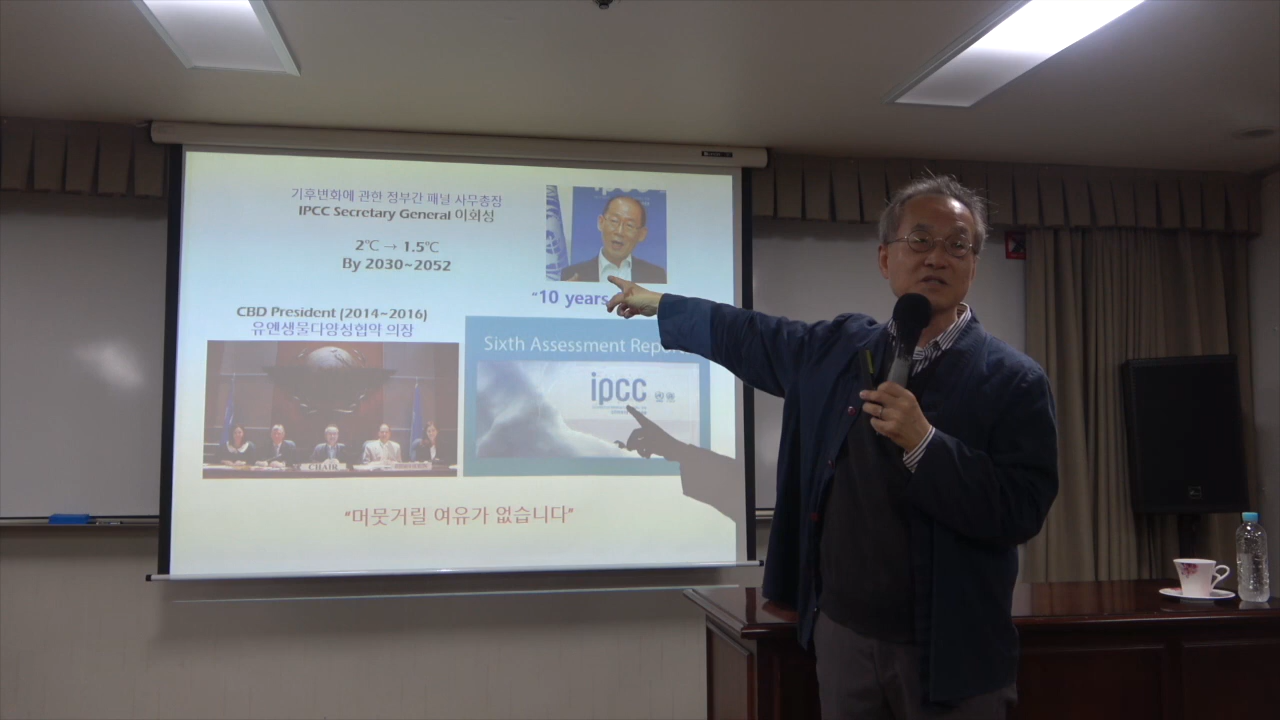 기후변화에 관한 정부간 패널 사무총장
IPCC Secretary General 이회성
2℃ → 1.5℃
By 2030~2052
"10 years
CBD President (2014~2016)
유엔생물다양성협약 의장
CHAIR
Sixth Assessment Report
ipcc
"머뭇거릴 여유가 없습니다"